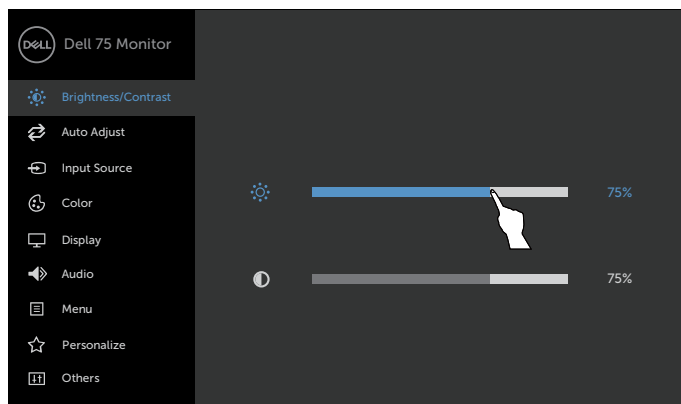 DELL
Dell 75 Monitor
Brightness/Contrast
Auto Adjust
Input Source
Color
Display
Audio
Menu
Personalize
Others
75%
75%